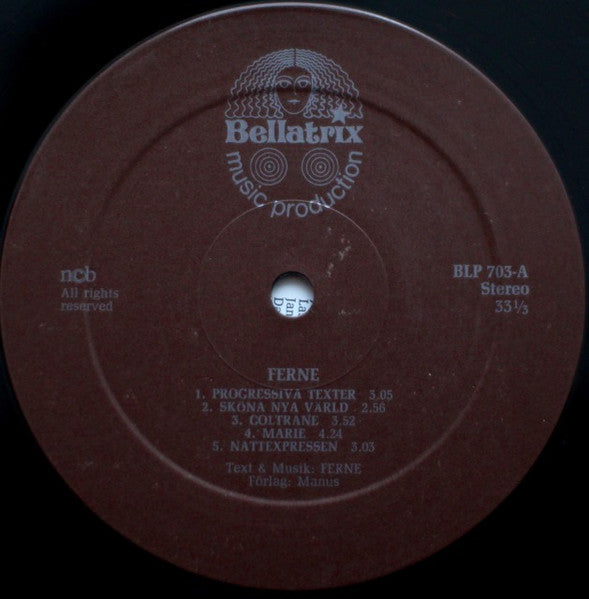 Bellatrix
music production
ncb
All rights
reserved
BLP 703-A
Stereo
33⅓
FERNE
1. PROGRESSIVA TEXTER 3.05
2. SKÖNA NYA VÄRLD 2.56
3. COLTRANE 3.52
4. MARIE 4.24
5. NATTEXPRESSEN 3.03
Text & Musik: FERNE
Förlag: Manus